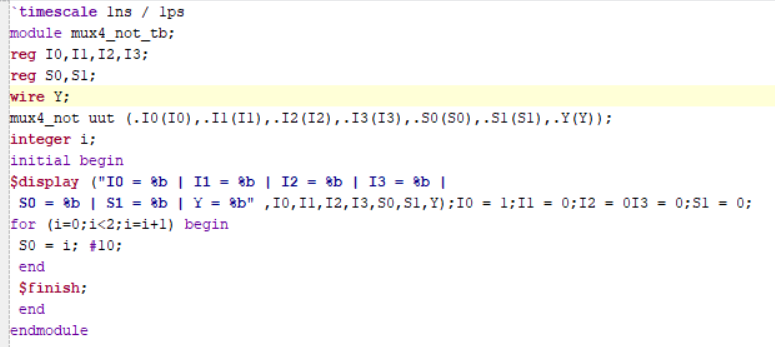 `timescale 1ns / 1ps
module mux4_not_tb;
reg I0,I1,I2,I3;
reg S0,S1;
wire Y;
mux4_not uut (.I0(I0),.I1(I1),.I2(I2),.I3(I3),.S0(S0),.S1(S1),.Y(Y));
integer i;
initial begin
$display ("I0 = %b | I1 = %b | I2 = %b | I3 = %b |
 S0 = %b | S1 = %b | Y = %b" ,I0,I1,I2,I3,S0,S1,Y);I0 = 1;I1 = 0;I2 = 0I3 = 0;S1 = 0;
for (i=0;i<2;i=i+1) begin
 S0 = i; #10;
 end
 $finish;
 end
endmodule